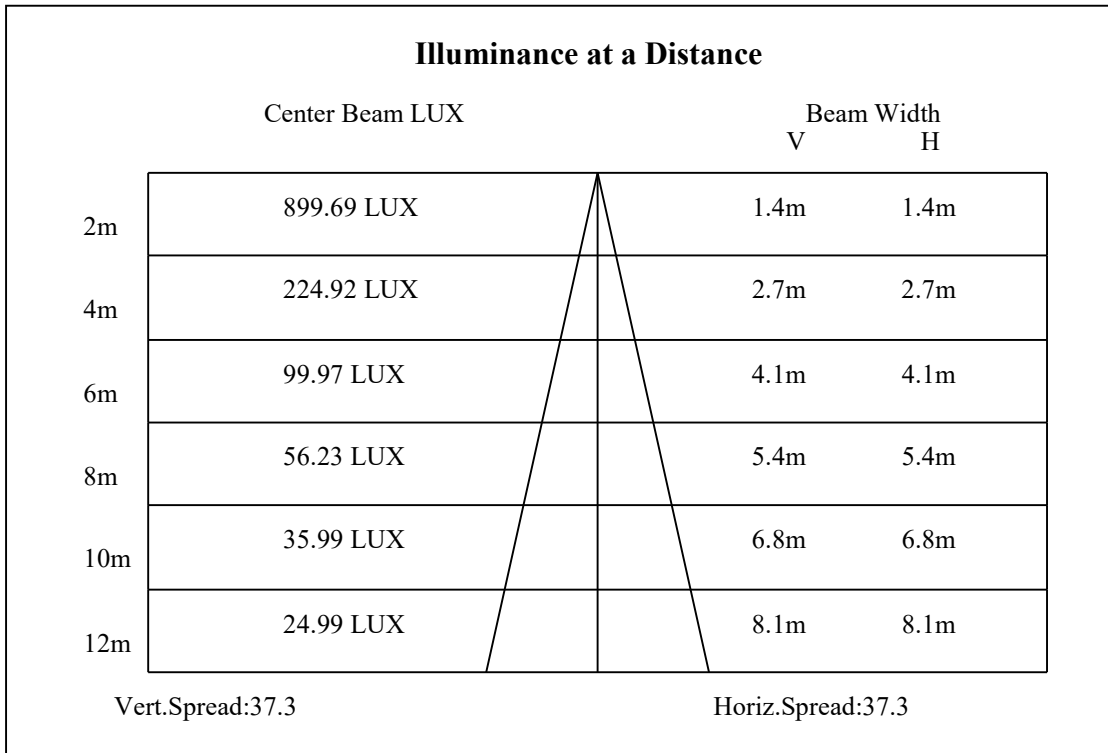 Illuminance at a Distance
Center Beam LUX Beam Width
V H
2m 899.69 LUX 1.4m 1.4m
4m 224.92 LUX 2.7m 2.7m
6m 99.97 LUX 4.1m 4.1m
8m 56.23 LUX 5.4m 5.4m
10m 35.99 LUX 6.8m 6.8m
12m 24.99 LUX 8.1m 8.1m
Vert.Spread:37.3 Horiz.Spread:37.3